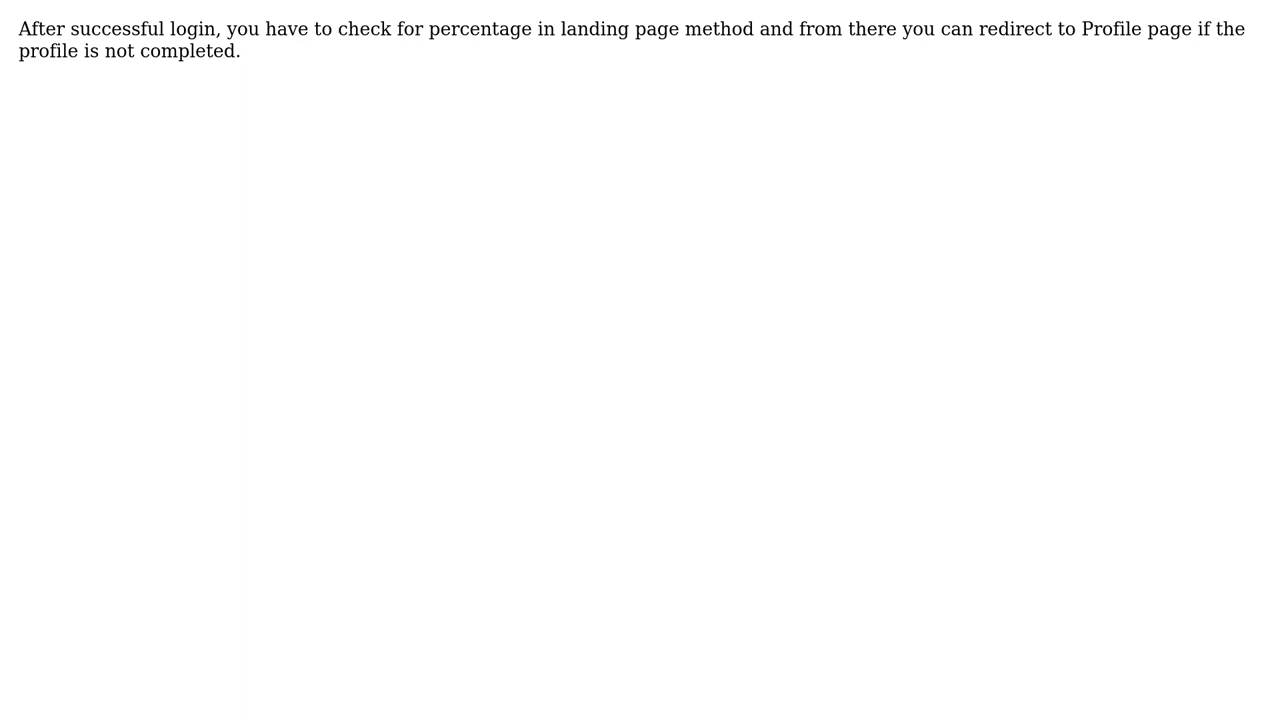 After successful login, you have to check for percentage in landing page method and from there you can redirect to Profile page if the
profile is not completed.